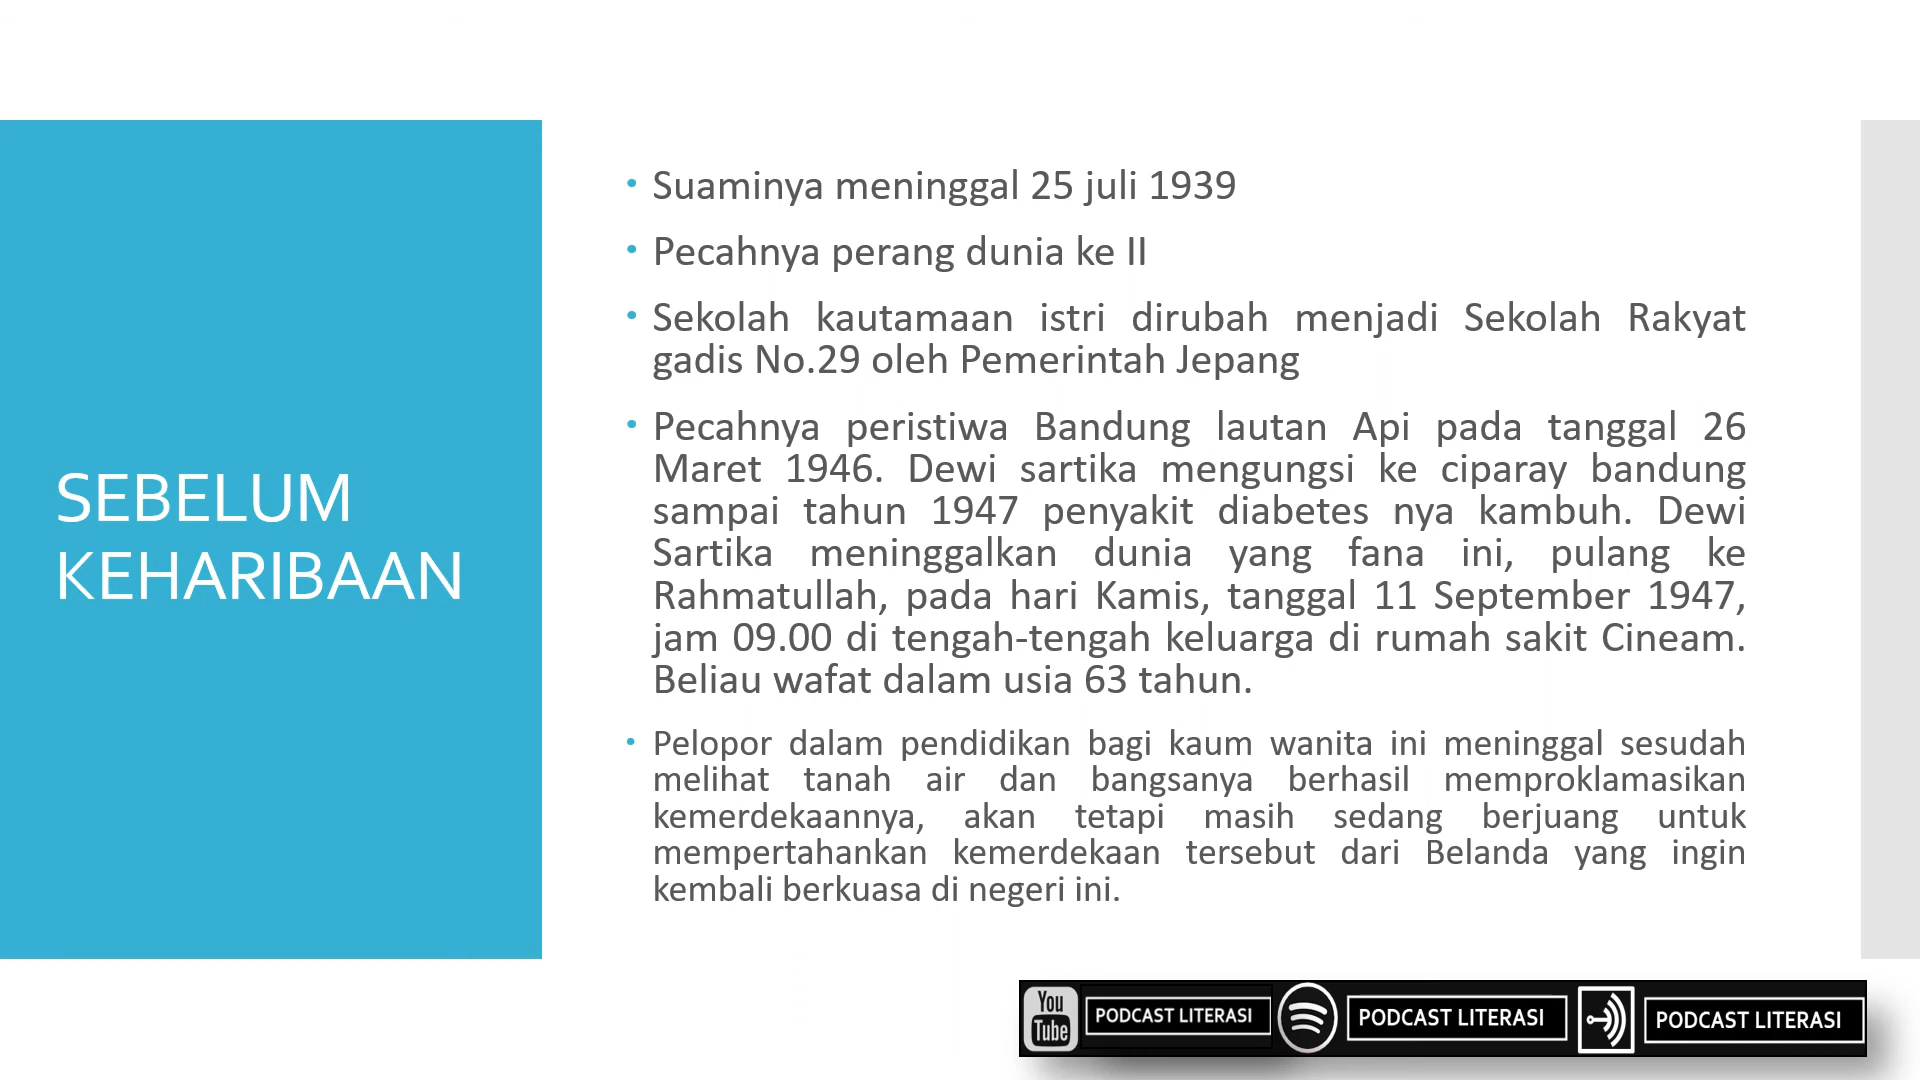 SEBELUM
KEHARIBAAN
• Suaminya meninggal 25 juli 1939
• Pecahnya perang dunia ke II
• Sekolah kautamaan istri dirubah menjadi Sekolah Rakyat
gadis No.29 oleh Pemerintah Jepang
• Pecahnya peristiwa Bandung lautan Api pada tanggal 26
Maret 1946. Dewi sartika mengungsi ke ciparay bandung
sampai tahun 1947 penyakit diabetes nya kambuh. Dewi
Sartika meninggalkan dunia yang fana ini, pulang ke
Rahmatullah, pada hari Kamis, tanggal 11 September 1947,
jam 09.00 di tengah-tengah keluarga di rumah sakit Cineam.
Beliau wafat dalam usia 63 tahun.
• Pelopor dalam pendidikan bagi kaum wanita ini meninggal sesudah
melihat tanah air dan bangsanya berhasil memproklamasikan
kemerdekaannya, akan tetapi masih sedang berjuang untuk
mempertahankan kemerdekaan tersebut dari Belanda yang ingin
kembali berkuasa di negeri ini.
You
Tube
PODCAST LITERASI
PODCAST LITERASI
PODCAST LITERASI